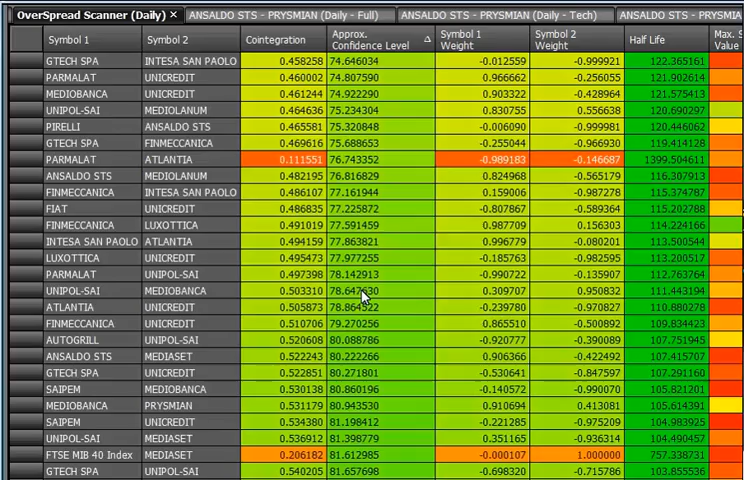 OverSpread Scanner (Daily) ANSALDO STS - PRYSMIAN (Daily - Full) ANSALDO STS - PRYSMIAN (Daily - Tech) ANSALDO STS - PRYSMIA
Symbol 1 Symbol 2 Cointegration Approx. Confidence Level Symbol 1 Weight Symbol 2 Weight Half Life Max. S Value
GTECH SPA INTESA SAN PAOLO 0.458258 74.646034 -0.012559 -0.999921 122.365161
PARMALAT UNICREDIT 0.460002 74.807590 0.966662 -0.256055 121.902614
MEDIOBANCA UNICREDIT 0.461244 74.922290 0.903322 -0.428964 121.575413
UNIPOL-SAI MEDIOLANUM 0.464636 75.234304 0.830755 0.556638 120.690297
PIRELLI ANSALDO STS 0.465581 75.320848 -0.006090 -0.999981 120.446062
GTECH SPA FINMECCANICA 0.469616 75.688653 -0.255044 -0.966930 119.414128
PARMALAT ATLANTIA 0.111551 76.743352 -0.989183 -0.146687 1399.504611
ANSALDO STS MEDIOLANUM 0.482195 76.816829 0.824968 -0.565179 116.307913
FINMECCANICA INTESA SAN PAOLO 0.486107 77.161944 0.159006 -0.987278 115.374787
FIAT UNICREDIT 0.486835 77.225872 -0.807867 -0.589364 115.202788
FINMECCANICA LUXOTTICA 0.491019 77.591459 0.987709 0.156303 114.224166
INTESA SAN PAOLO ATLANTIA 0.494159 77.863821 0.996779 -0.080201 113.500544
LUXOTTICA UNICREDIT 0.495473 77.977255 -0.185763 -0.982595 113.200517
PARMALAT UNIPOL-SAI 0.497398 78.142913 -0.990722 -0.135907 112.763764
UNIPOL-SAI MEDIOBANCA 0.503310 78.647630 0.309707 0.950832 111.443194
ATLANTIA UNICREDIT 0.505873 78.864522 -0.239780 -0.970827 110.880278
FINMECCANICA UNICREDIT 0.510706 79.270256 0.865510 -0.500892 109.834423
AUTOGRILL UNIPOL-SAI 0.520608 80.088786 -0.920777 -0.390089 107.751945
ANSALDO STS MEDIASET 0.522243 80.222266 0.906366 -0.422492 107.415707
GTECH SPA UNICREDIT 0.522851 80.271801 -0.530641 -0.847597 107.291160
SAIPEM MEDIOBANCA 0.530138 80.860196 -0.140572 -0.990070 105.821201
MEDIOBANCA PRYSMIAN 0.531179 80.943530 0.910694 0.413081 105.614391
SAIPEM UNICREDIT 0.534380 81.198412 -0.221285 -0.975209 104.983925
UNIPOL-SAI MEDIASET 0.536912 81.398779 0.351165 -0.936314 104.490457
FTSE MIB 40 Index MEDIASET 0.206182 81.612985 -0.000107 1.000000 757.338731
GTECH SPA UNIPOL-SAI 0.540205 81.657698 -0.698320 -0.715786 103.855536